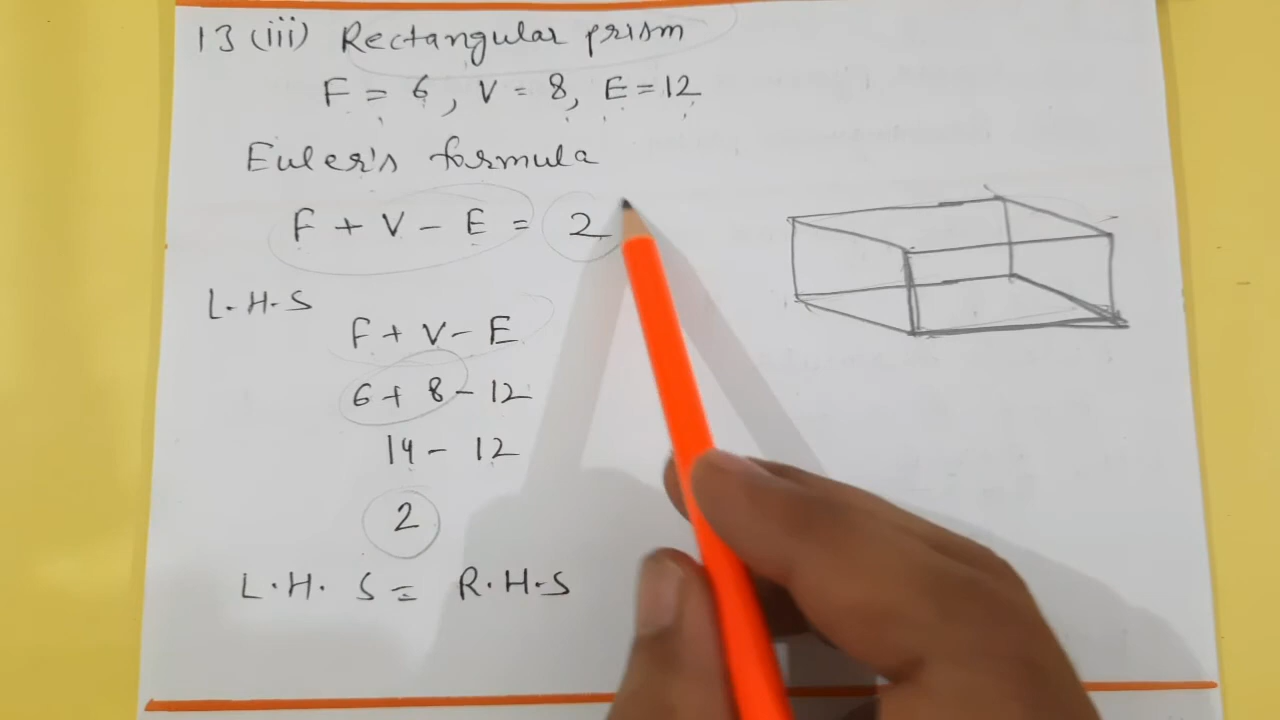 13 (iii) Rectangular prism
F = 6, V = 8, E = 12
Euler's formula
F + V - E = 2
L.H.S
F + V - E
6 + 8 - 12
14 - 12
2
L.H.S = R.H.S